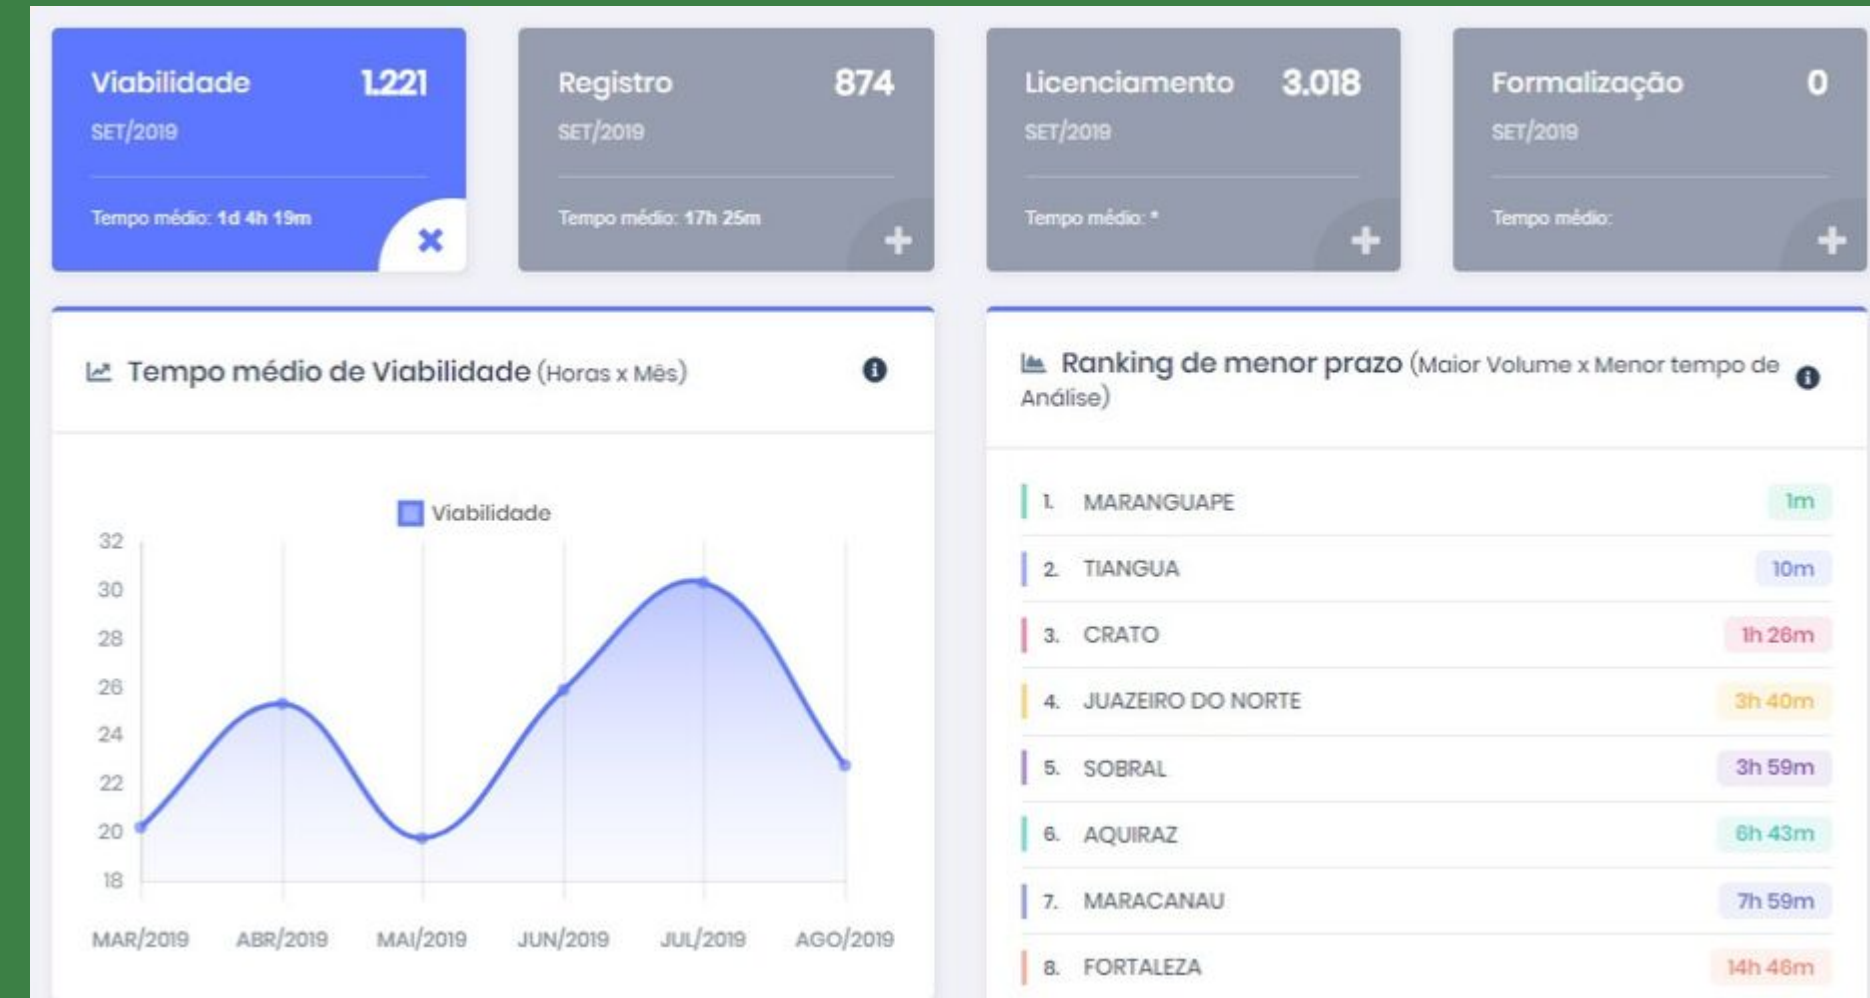 Viabilidade 1.221
SET/2019
Tempo médio: 1d 4h 19m
Registro 874
SET/2019
Tempo médio: 17h 25m
Licenciamento 3.018
SET/2019
Tempo médio: *
Formalização 0
SET/2019
Tempo médio:
Tempo médio de Viabilidade (Horas x Mês)
Viabilidade
32
30
28
26
24
22
20
18
MAR/2019 ABR/2019 MAI/2019 JUN/2019 JUL/2019 AGO/2019
Ranking de menor prazo (Maior Volume x Menor tempo de
Análise)
1. MARANGUAPE 1m
2. TIANGUA 10m
3. CRATO 1h 26m
4. JUAZEIRO DO NORTE 3h 40m
5. SOBRAL 3h 59m
6. AQUIRAZ 6h 43m
7. MARACANAU 7h 59m
8. FORTALEZA 14h 46m